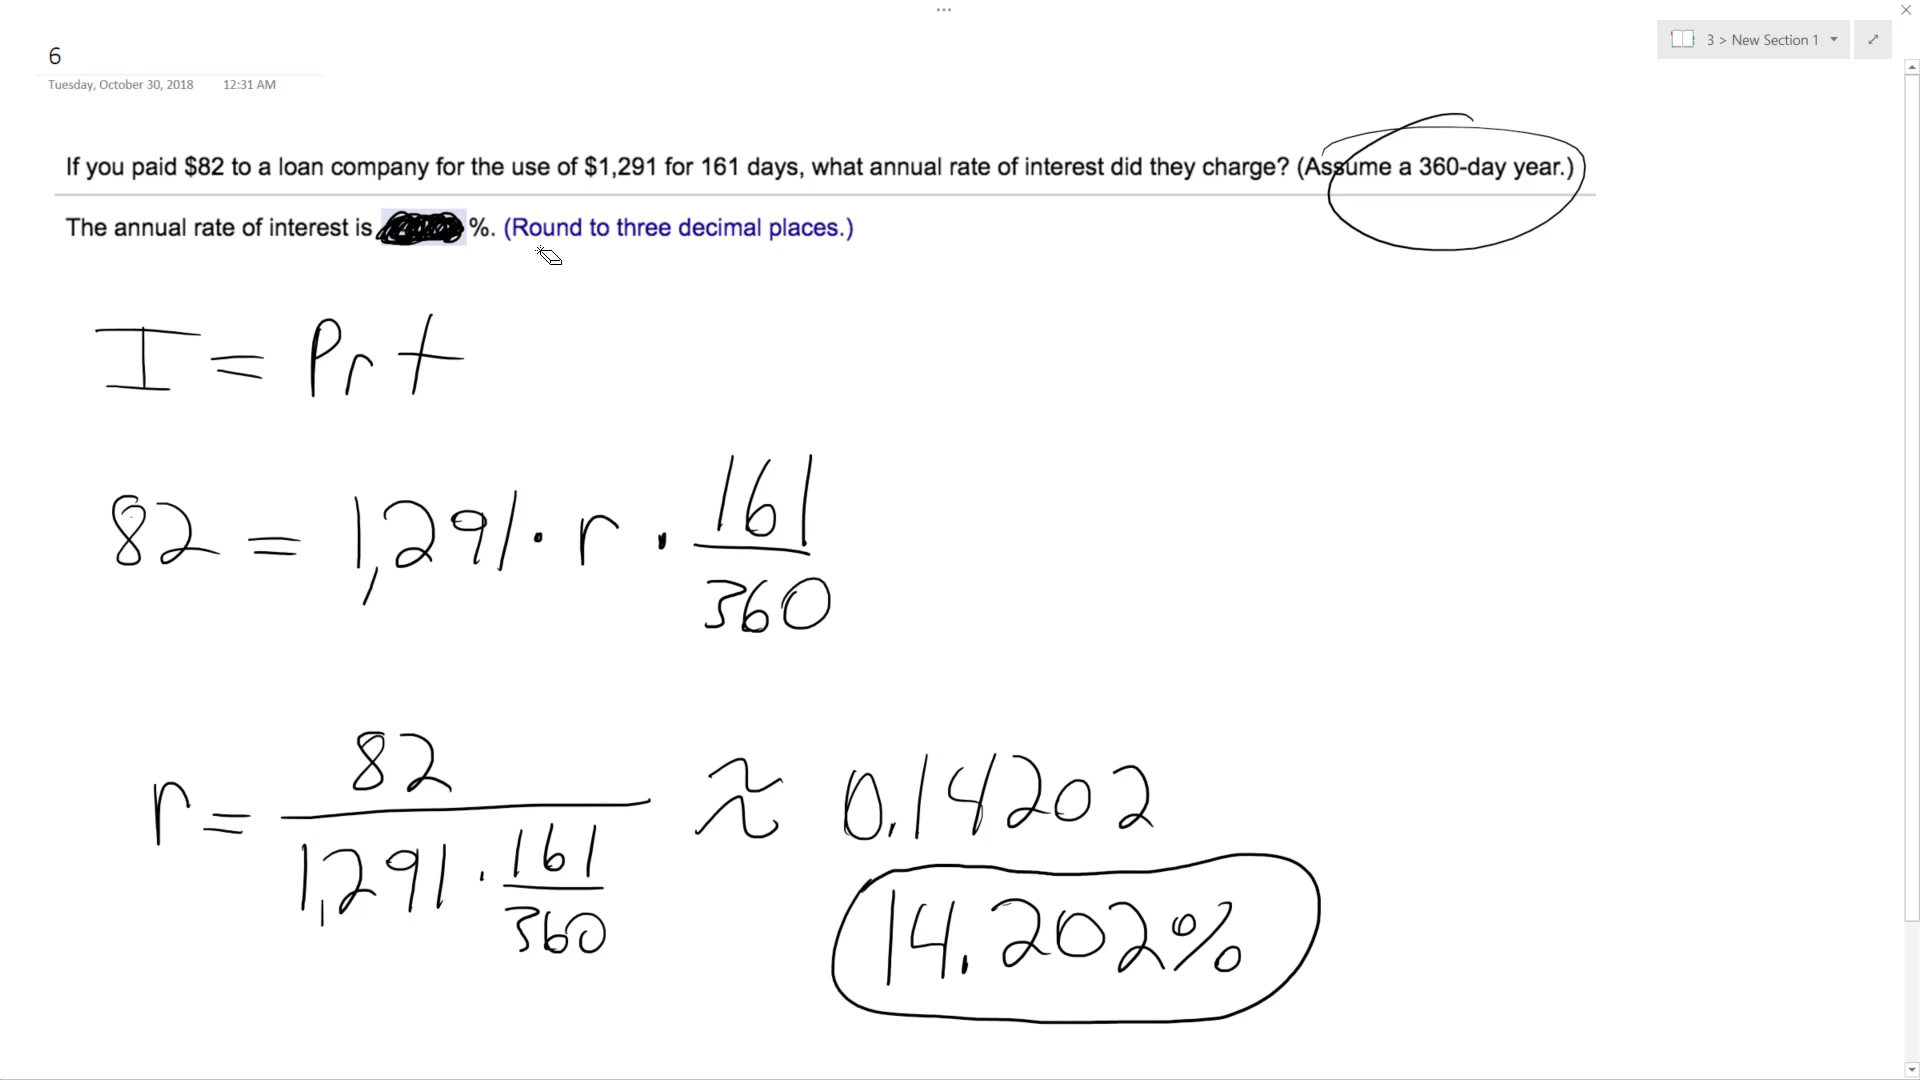 3 > New Section 1
6
Tuesday, October 30, 2018 12:31 AM
If you paid $82 to a loan company for the use of $1,291 for 161 days, what annual rate of interest did they charge? (Assume a 360-day year.)
The annual rate of interest is %. (Round to three decimal places.)
I = Prt
82 = 1,291 · r · 161/360
r = 82/(1,291 · 161/360) ≈ 0.14202
14.202%